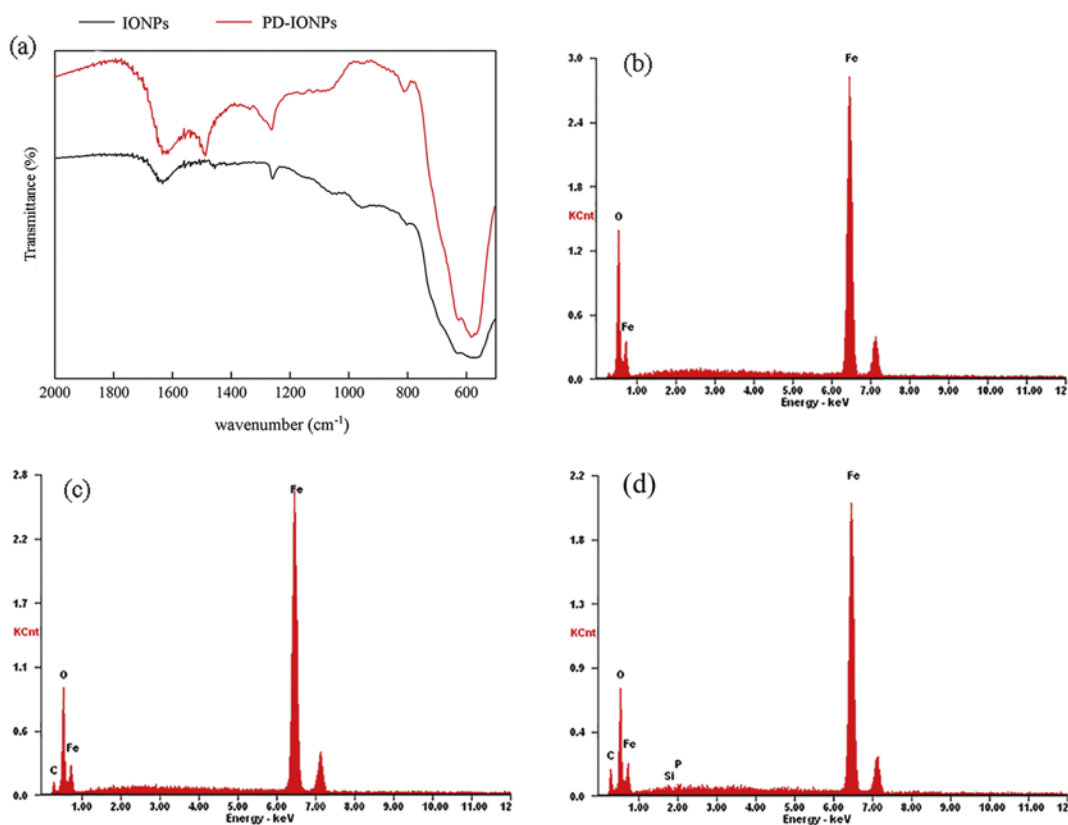 IONPs PD-IONPs
(a)
Transmittance (%)
2000 1800 1600 1400 1200 1000 800 600
wavenumber (cm⁻¹)
(b)
3.0
2.4
1.8
KCnt
1.2
0.6
0.0
O
Fe
Fe
1.00 2.00 3.00 4.00 5.00 6.00 7.00 8.00 9.00 10.00 11.00 12
Energy - keV
(c)
2.8
2.2
1.7
KCnt
1.1
0.6
0.0
C
O
Fe
Fe
1.00 2.00 3.00 4.00 5.00 6.00 7.00 8.00 9.00 10.00 11.00 12
Energy - keV
(d)
2.2
1.8
1.3
KCnt
0.9
0.4
0.0
C
O
Fe
Si
P
Fe
1.00 2.00 3.00 4.00 5.00 6.00 7.00 8.00 9.00 10.00 11.00 12
Energy - keV